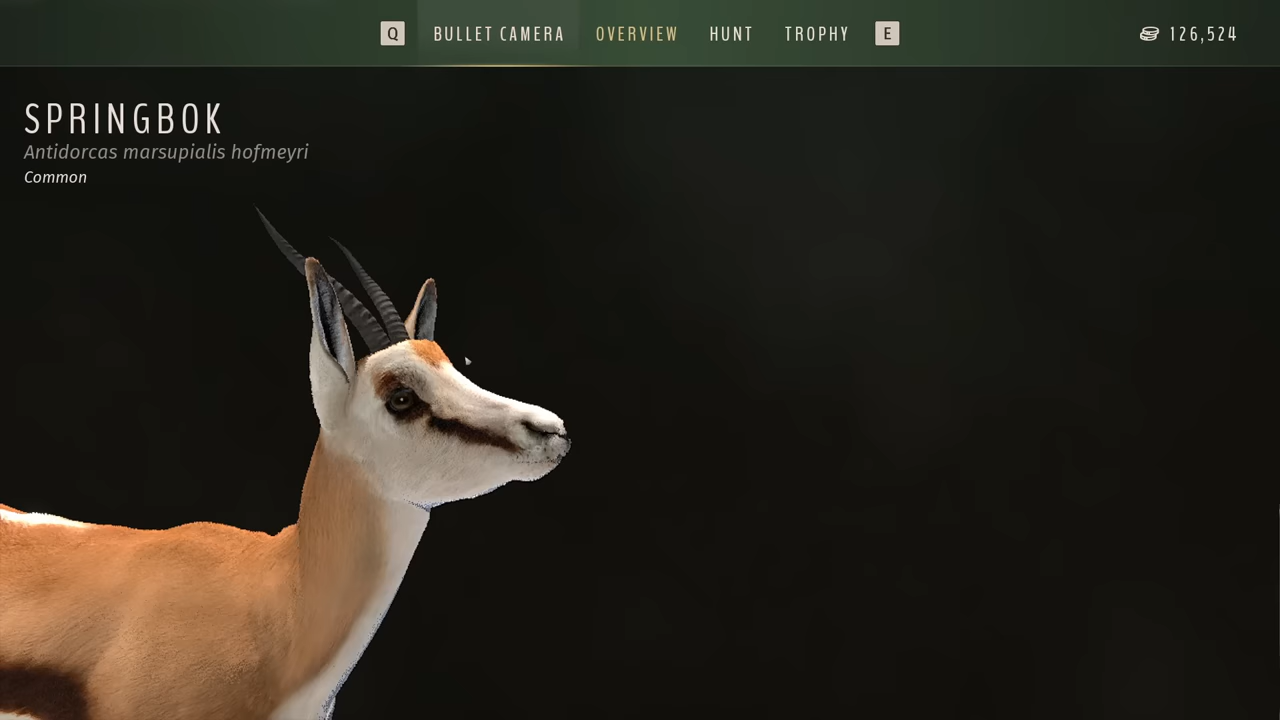 Q BULLET CAMERA OVERVIEW HUNT TROPHY E 126,524
SPRINGBOK
Antidorcas marsupialis hofmeyri
Common